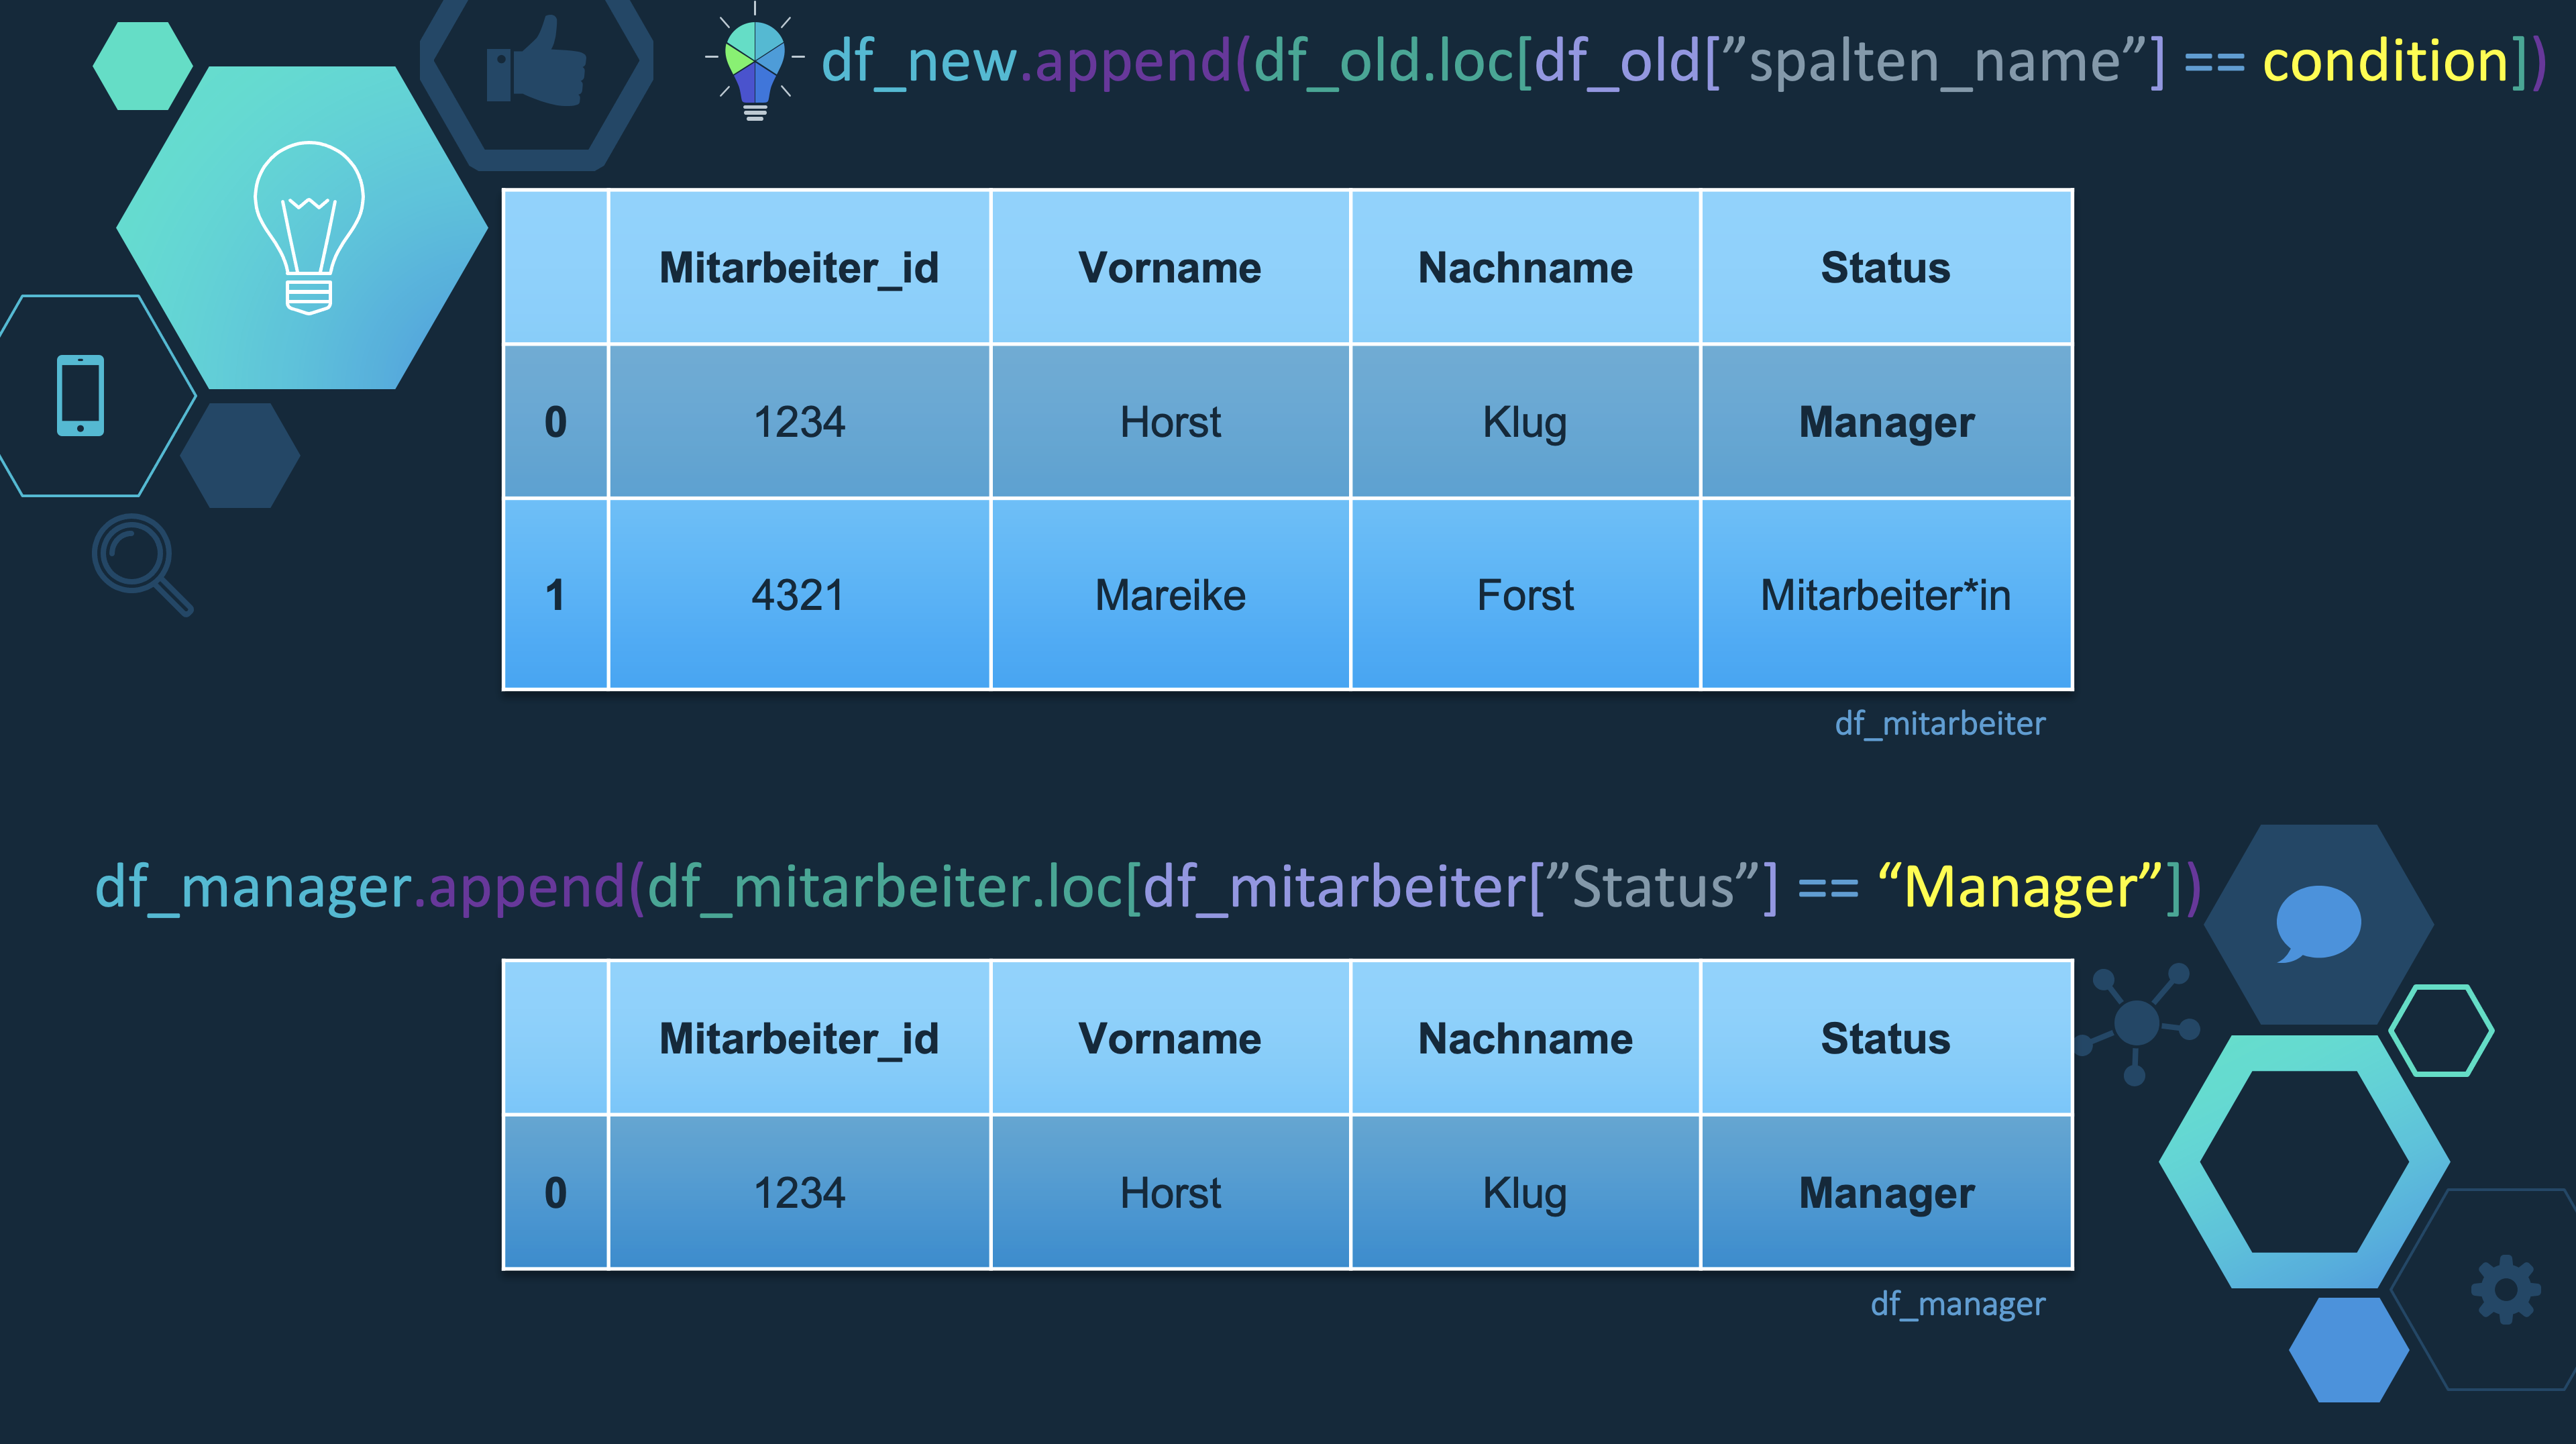 df_new.append(df_old.loc[df_old[”spalten_name”] == condition])
Mitarbeiter_id Vorname Nachname Status
0 1234 Horst Klug Manager
1 4321 Mareike Forst Mitarbeiter*in
df_mitarbeiter
df_manager.append(df_mitarbeiter.loc[df_mitarbeiter[”Status”] == “Manager”])
Mitarbeiter_id Vorname Nachname Status
0 1234 Horst Klug Manager
df_manager